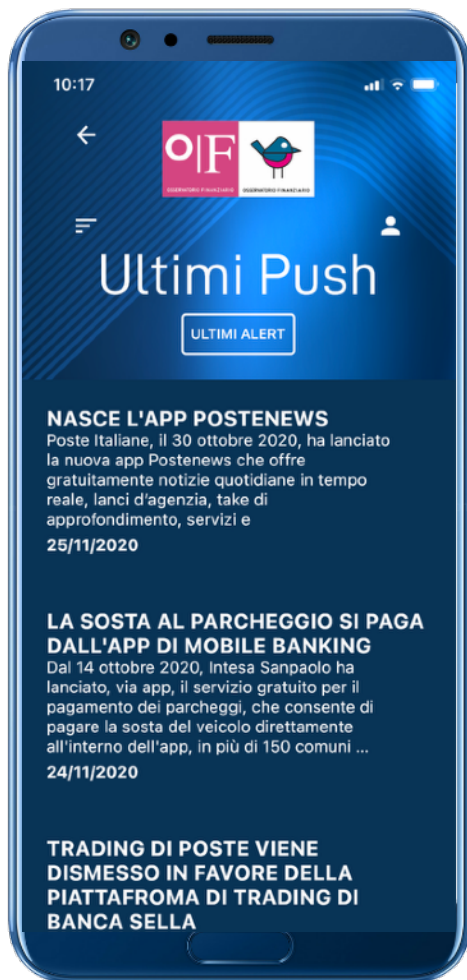 10:17
O|F
OSSERVATORIO FINANZIARIO
OSSERVATORIO FINANZIARIO
Ultimi Push
ULTIMI ALERT
NASCE L'APP POSTENEWS
Poste Italiane, il 30 ottobre 2020, ha lanciato
la nuova app Postenews che offre
gratuitamente notizie quotidiane in tempo
reale, lanci d'agenzia, take di
approfondimento, servizi e
25/11/2020
LA SOSTA AL PARCHEGGIO SI PAGA
DALL'APP DI MOBILE BANKING
Dal 14 ottobre 2020, Intesa Sanpaolo ha
lanciato, via app, il servizio gratuito per il
pagamento dei parcheggi, che consente di
pagare la sosta del veicolo direttamente
all'interno dell'app, in più di 150 comuni ...
24/11/2020
TRADING DI POSTE VIENE
DISMESSO IN FAVORE DELLA
PIATTAFROMA DI TRADING DI
BANCA SELLA